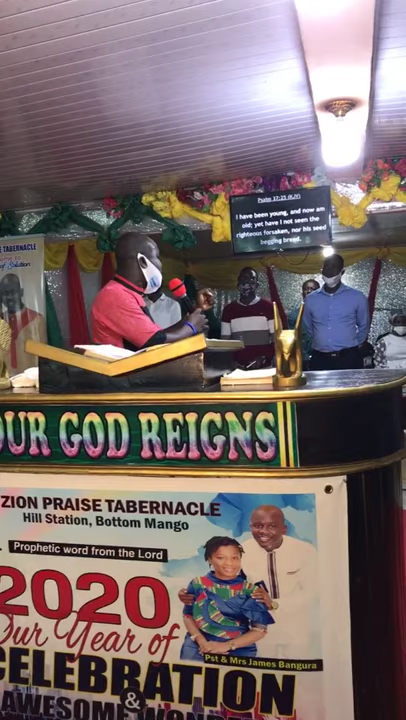 Psalm 37:25 (KJV)
I have been young, and now am
old; yet have I not seen the
righteous forsaken, nor his seed
begging bread.
TABERNACLE
OUR GOD REIGNS
ZION PRAISE TABERNACLE
Hill Station, Bottom Mango
Prophetic word from the Lord
2020
Our Year of
CELEBRATION
&
AWESOME
Pst & Mrs James Bangura